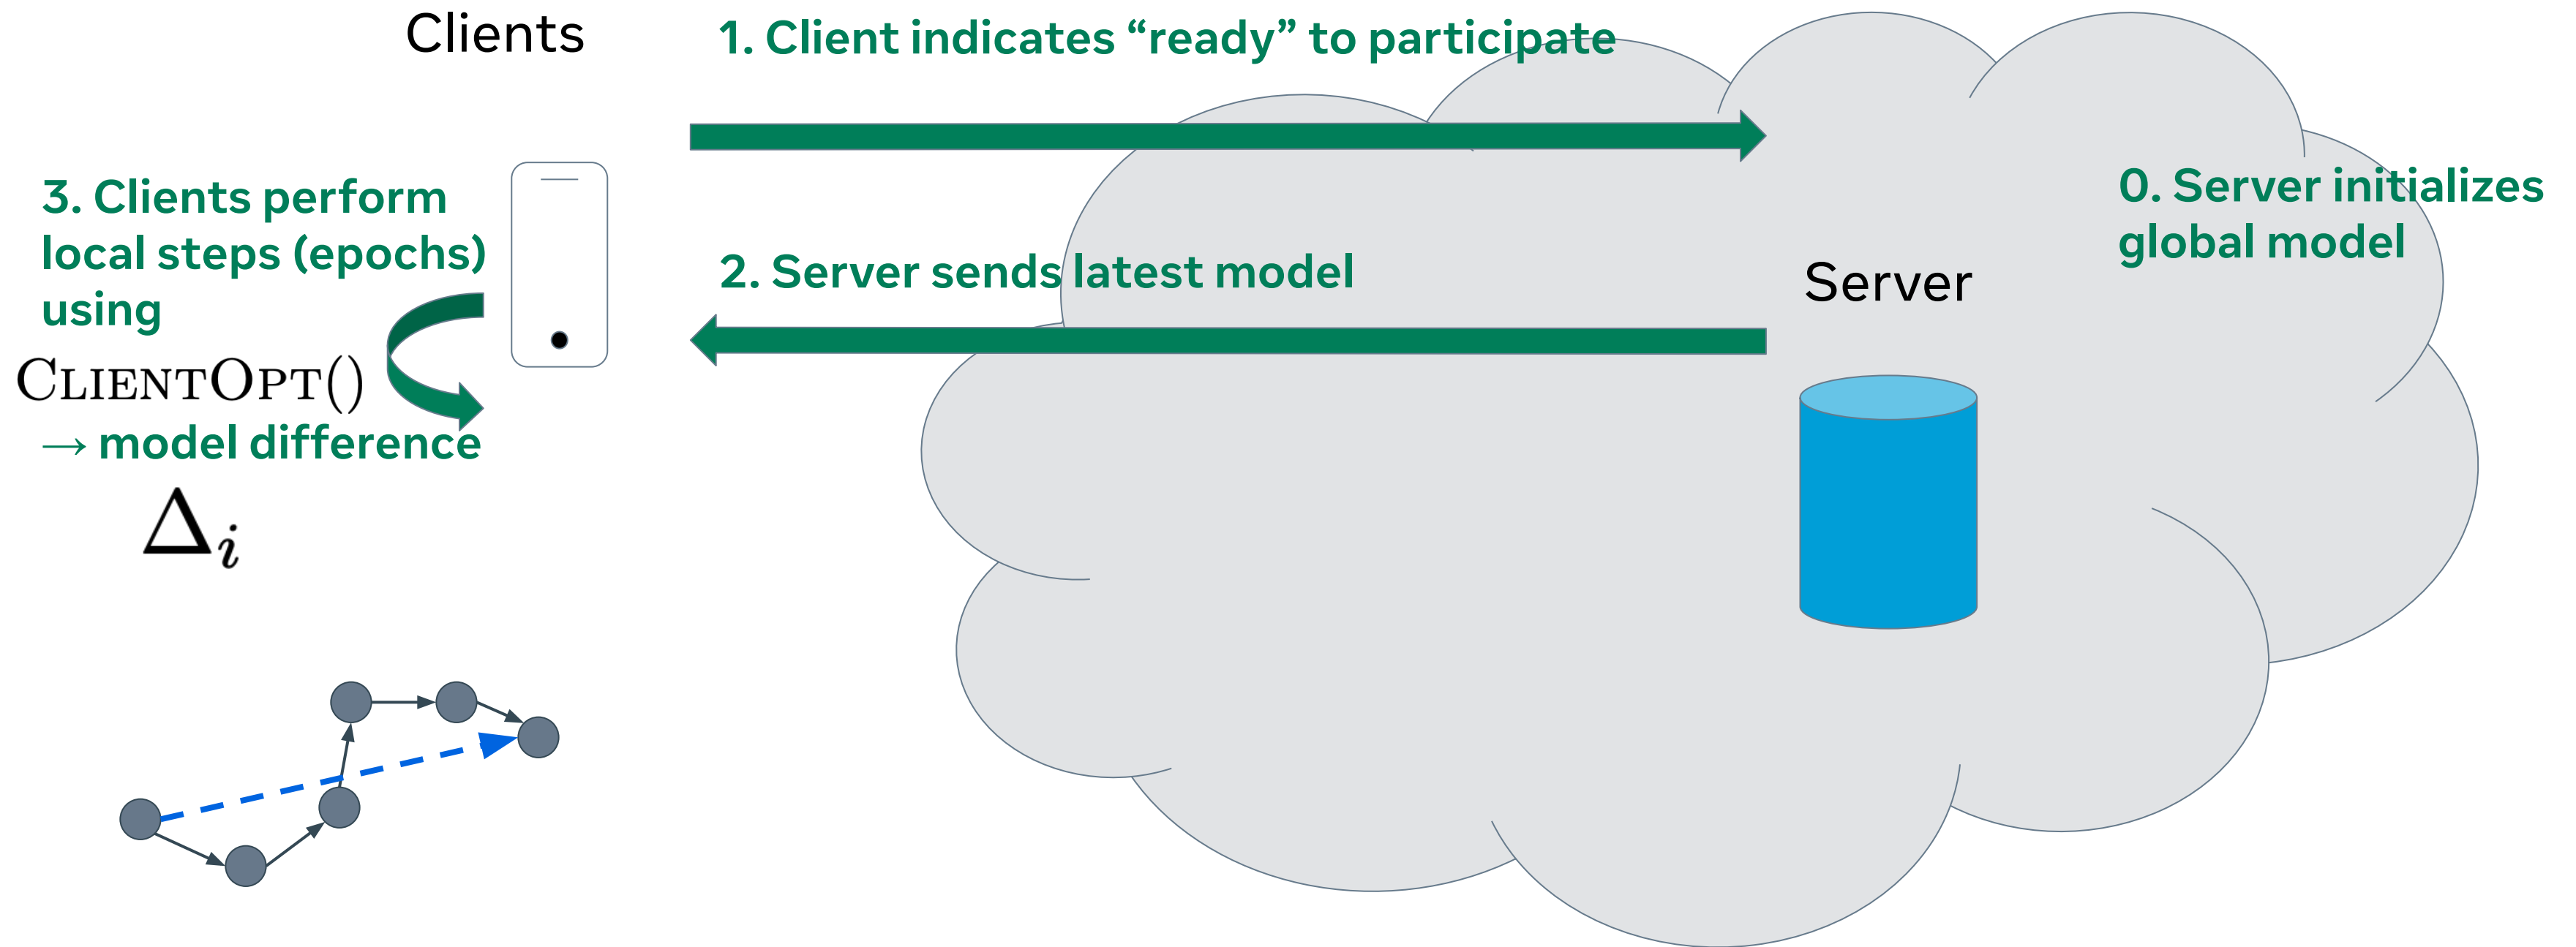 Clients
1. Client indicates “ready” to participate
3. Clients perform
local steps (epochs)
using
CLIENTOPT()
→ model difference
Δi
2. Server sends latest model
Server
0. Server initializes
global model